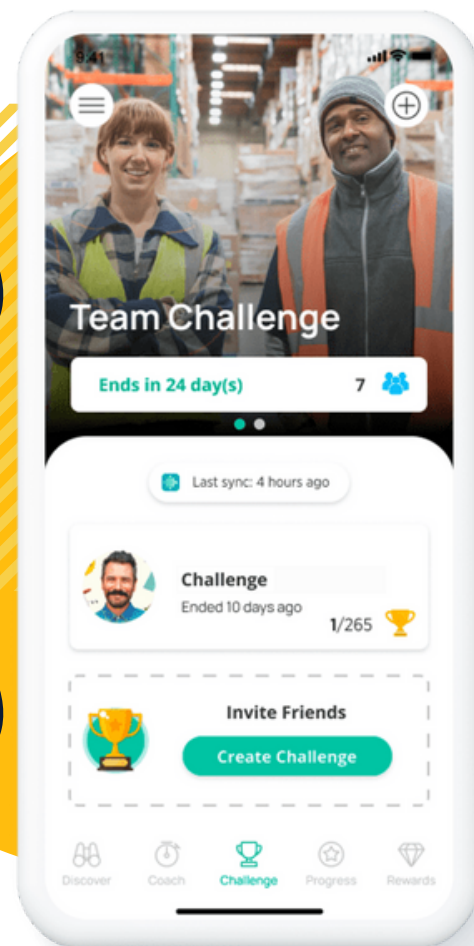 9:41
Team Challenge
Ends in 24 day(s) 7
Last sync: 4 hours ago
Challenge
Ended 10 days ago
1/265
Invite Friends
Create Challenge
Discover Coach Challenge Progress Rewards